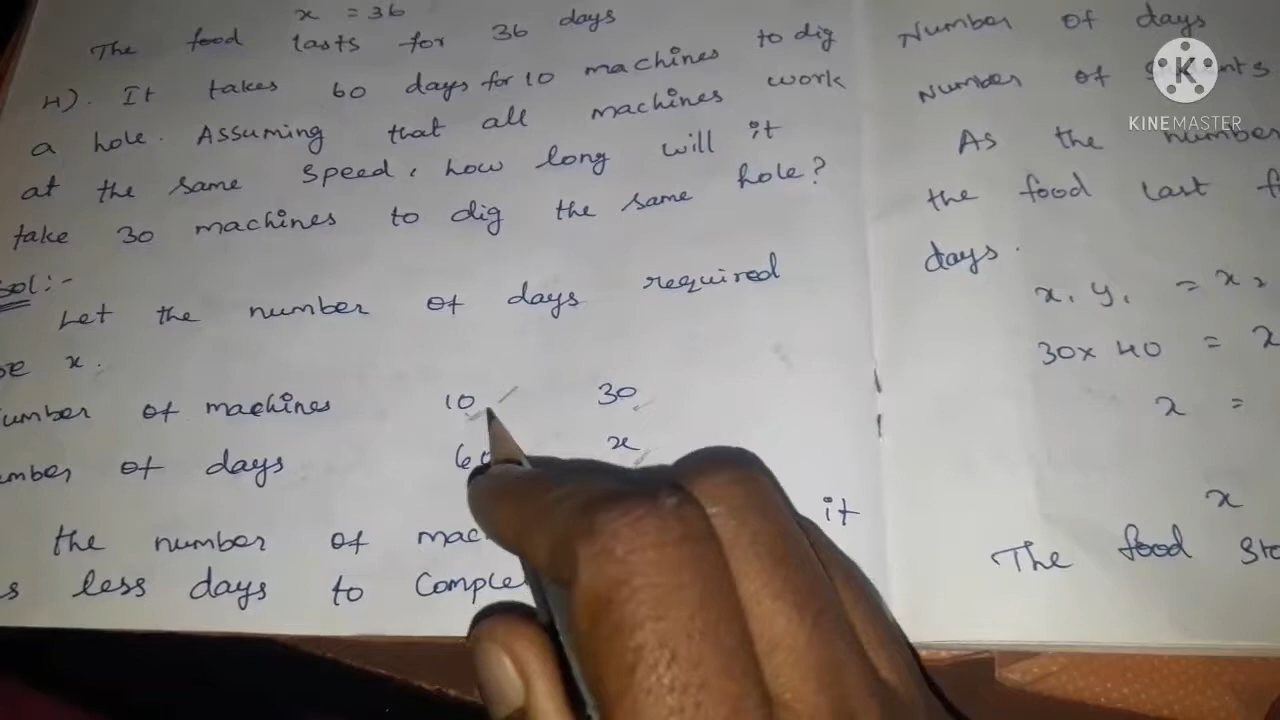 x = 36
The food lasts for 36 days
4). It takes 60 days for 10 machines to dig
a hole. Assuming that all machines work
at the same speed, how long will it
take 30 machines to dig the same hole?
Sol:-
Let the number of days required
be x.
number of machines 10 30
number of days 60 x
the number of mac it
s less days to Comple
Number of days
Number of
As the number
the food last
days.
x₁ y₁ = x₂
30 x 40 = x
x =
x
The food
KINEMASTER